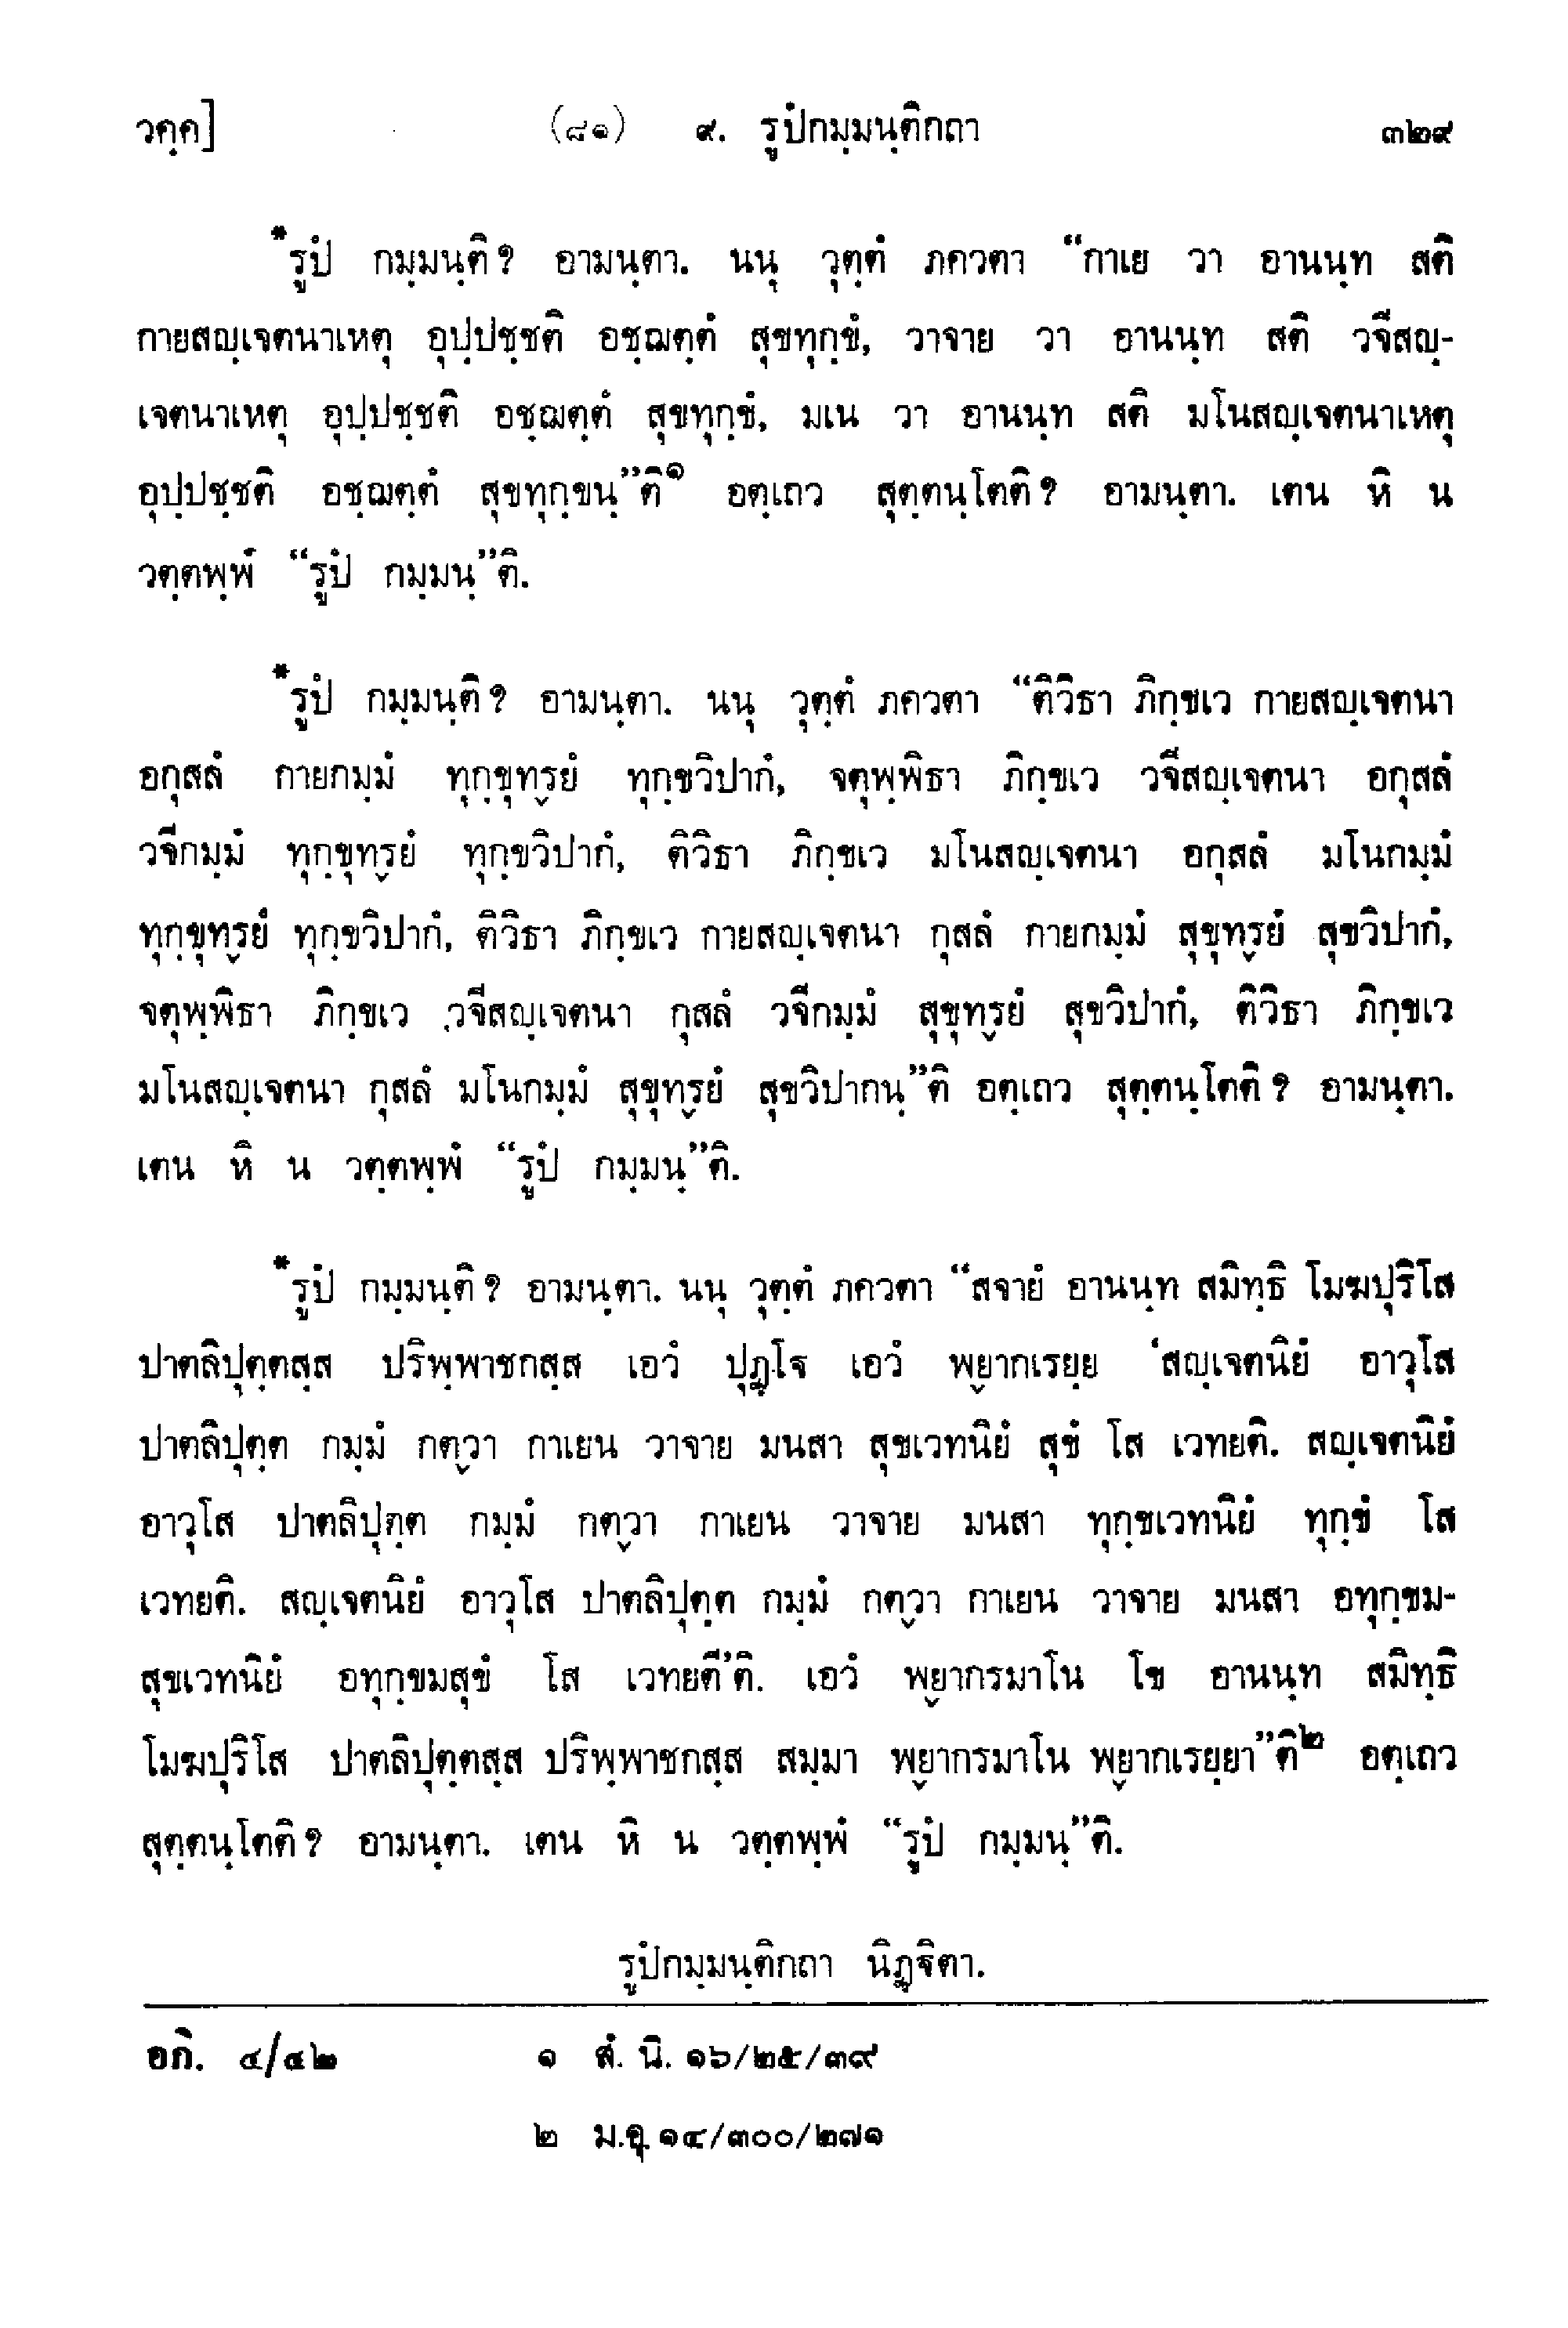 วคฺค] (๘๑) ๙. รูปํกมฺมนฺติกถา ๓๒๙
*รูปํ กมฺมนฺติ? อามนฺตา. นนุ วุตฺตํ ภควตา “กาเย วา อานนฺท สติ
กายสญฺเจตนาเหตุ อุปฺปชฺชติ อชฺฌตฺตํ สุขทุกฺขํ, วาจาย วา อานนฺท สติ วจีสญฺ-
เจตนาเหตุ อุปฺปชฺชติ อชฺฌตฺตํ สุขทุกฺขํ, มเน วา อานนฺท สติ มโนสญฺเจตนาเหตุ
อุปฺปชฺชติ อชฺฌตฺตํ สุขทุกฺขนฺ”ติ๑ อตฺเถว สุตฺตนฺโตติ? อามนฺตา. เตน หิ น
วตฺตพฺพํ “รูปํ กมฺมนฺ”ติ.
*รูปํ กมฺมนฺติ? อามนฺตา. นนุ วุตฺตํ ภควตา “ติวิธา ภิกฺขเว กายสญฺเจตนา
อกุสลํ กายกมฺมํ ทุกฺขุทฺรยํ ทุกฺขวิปากํ, จตุพฺพิธา ภิกฺขเว วจีสญฺเจตนา อกุสลํ
วจีกมฺมํ ทุกฺขุทฺรยํ ทุกฺขวิปากํ, ติวิธา ภิกฺขเว มโนสญฺเจตนา อกุสลํ มโนกมฺมํ
ทุกฺขุทฺรยํ ทุกฺขวิปากํ, ติวิธา ภิกฺขเว กายสญฺเจตนา กุสลํ กายกมฺมํ สุขุทฺรยํ สุขวิปากํ,
จตุพฺพิธา ภิกฺขเว วจีสญฺเจตนา กุสลํ วจีกมฺมํ สุขุทฺรยํ สุขวิปากํ, ติวิธา ภิกฺขเว
มโนสญฺเจตนา กุสลํ มโนกมฺมํ สุขุทฺรยํ สุขวิปากนฺ”ติ อตฺเถว สุตฺตนฺโตติ? อามนฺตา.
เตน หิ น วตฺตพฺพํ “รูปํ กมฺมนฺ”ติ.
*รูปํ กมฺมนฺติ? อามนฺตา. นนุ วุตฺตํ ภควตา “สจายํ อานนฺท สมิทฺธิ โมฆปุริโส
ปาตลิปุตฺตสฺส ปริพฺพาชกสฺส เอวํ ปุฏฺโฐ เอวํ พฺยากเรยฺย ‘สญฺเจตนิยํ อาวุโส
ปาตลิปุตฺต กมฺมํ กตฺวา กาเยน วาจาย มนสา สุขเวทนิยํ สุขํ โส เวทยติ. สญฺเจตนิยํ
อาวุโส ปาตลิปุตฺต กมฺมํ กตฺวา กาเยน วาจาย มนสา ทุกฺขเวทนิยํ ทุกฺขํ โส
เวทยติ. สญฺเจตนิยํ อาวุโส ปาตลิปุตฺต กมฺมํ กตฺวา กาเยน วาจาย มนสา อทุกฺขม-
สุขเวทนิยํ อทุกฺขมสุขํ โส เวทยตี’ติ. เอวํ พฺยากรมาโน โข อานนฺท สมิทฺธิ
โมฆปุริโส ปาตลิปุตฺตสฺส ปริพฺพาชกสฺส สมฺมา พฺยากรมาโน พฺยากเรยฺยา”ติ๒ อตฺเถว
สุตฺตนฺโตติ? อามนฺตา. เตน หิ น วตฺตพฺพํ “รูปํ กมฺมนฺ”ติ.
รูปํกมฺมนฺติกถา นิฏฺฐิตา.
อภิ. ๔/๔๒ ๑ สํ. นิ. ๑๖/๒๕/๓๙
๒ ม.อุ. ๑๔/๓๐๐/๒๗๑